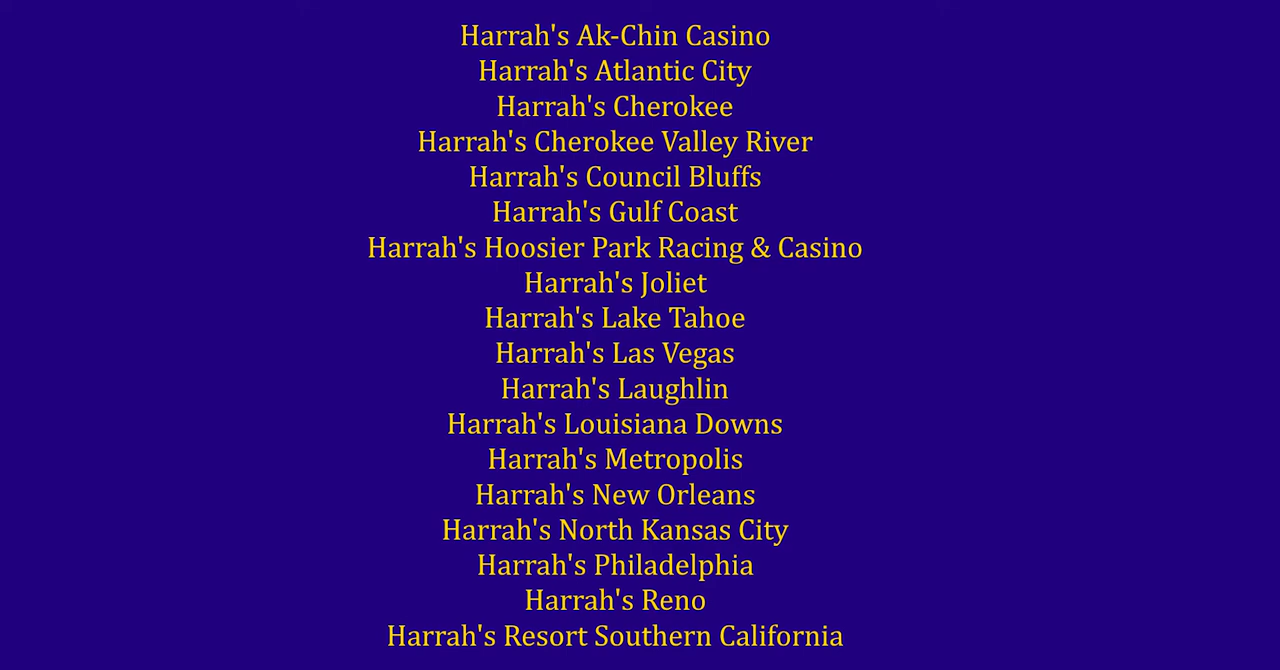 Harrah's Ak-Chin Casino
Harrah's Atlantic City
Harrah's Cherokee
Harrah's Cherokee Valley River
Harrah's Council Bluffs
Harrah's Gulf Coast
Harrah's Hoosier Park Racing & Casino
Harrah's Joliet
Harrah's Lake Tahoe
Harrah's Las Vegas
Harrah's Laughlin
Harrah's Louisiana Downs
Harrah's Metropolis
Harrah's New Orleans
Harrah's North Kansas City
Harrah's Philadelphia
Harrah's Reno
Harrah's Resort Southern California